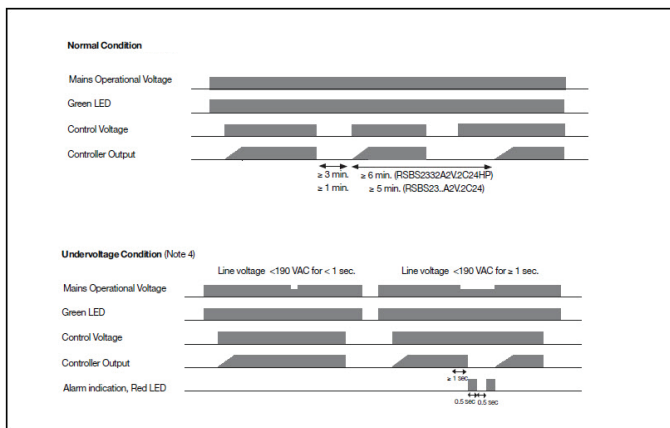 Normal Condition
Mains Operational Voltage
Green LED
Control Voltage
Controller Output
≥ 3 min.
≥ 1 min.
≥ 6 min. (RSBS2332A2V.2C24HP)
≥ 5 min. (RSBS23..A2V.2C24)
Undervoltage Condition (Note 4)
Line voltage <190 VAC for < 1 sec.
Line voltage <190 VAC for ≥ 1 sec.
Mains Operational Voltage
Green LED
Control Voltage
Controller Output
≥ 1 sec
Alarm indication, Red LED
0.5 sec
0.5 sec